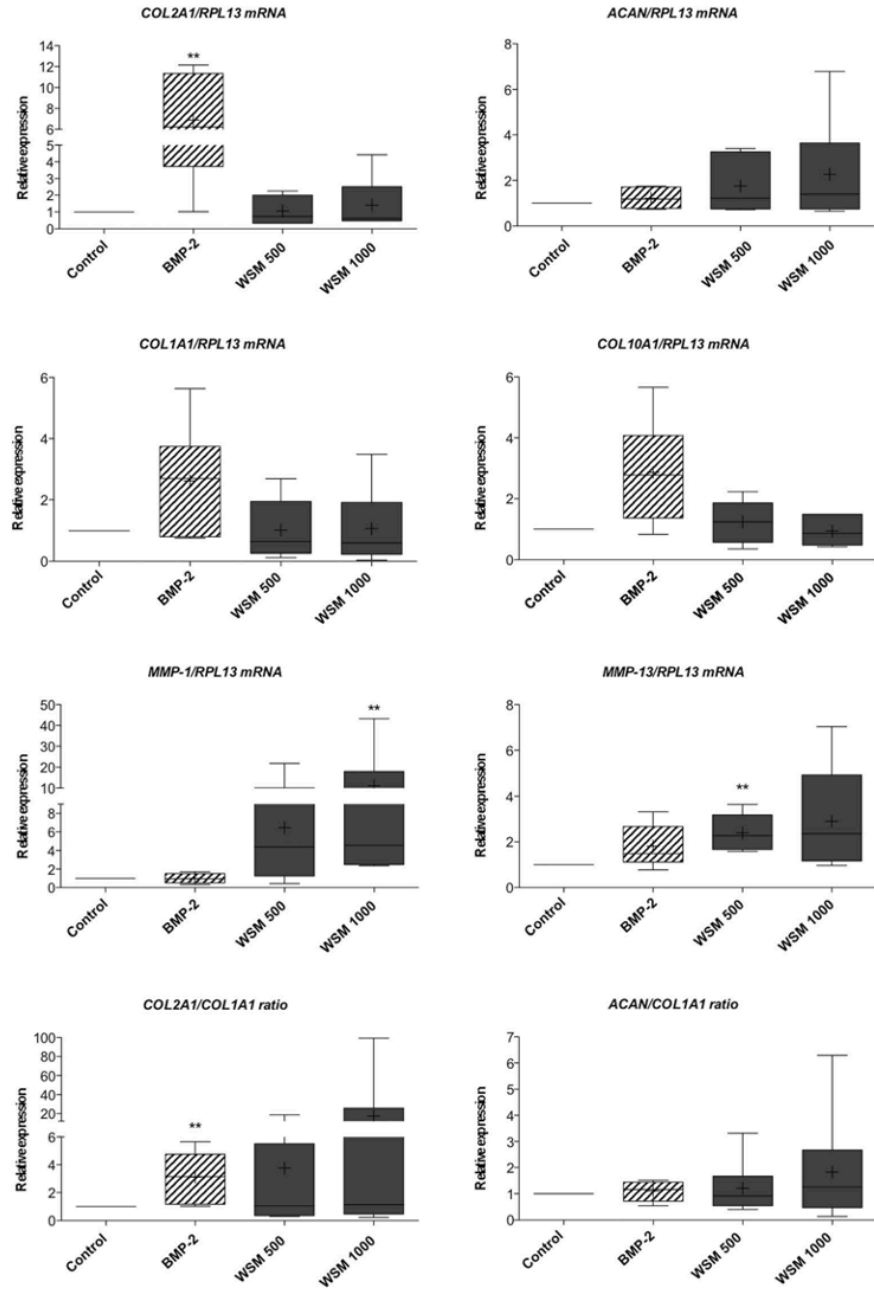 COL2A1/RPL13 mRNA
Relative expression
14
12
10
8
6
5
4
3
2
1
0
**
Control
BMP-2
WSM 500
WSM 1000
ACAN/RPL13 mRNA
Relative expression
8
6
4
2
0
Control
BMP-2
WSM 500
WSM 1000
COL1A1/RPL13 mRNA
Relative expression
6
4
2
0
Control
BMP-2
WSM 500
WSM 1000
COL10A1/RPL13 mRNA
Relative expression
6
4
2
0
Control
BMP-2
WSM 500
WSM 1000
MMP-1/RPL13 mRNA
Relative expression
50
40
30
20
10
8
6
4
2
0
**
Control
BMP-2
WSM 500
WSM 1000
MMP-13/RPL13 mRNA
Relative expression
8
6
4
2
0
**
Control
BMP-2
WSM 500
WSM 1000
COL2A1/COL1A1 ratio
Relative expression
100
80
60
40
20
6
4
2
0
**
Control
BMP-2
WSM 500
WSM 1000
ACAN/COL1A1 ratio
Relative expression
7
6
5
4
3
2
1
0
Control
BMP-2
WSM 500
WSM 1000